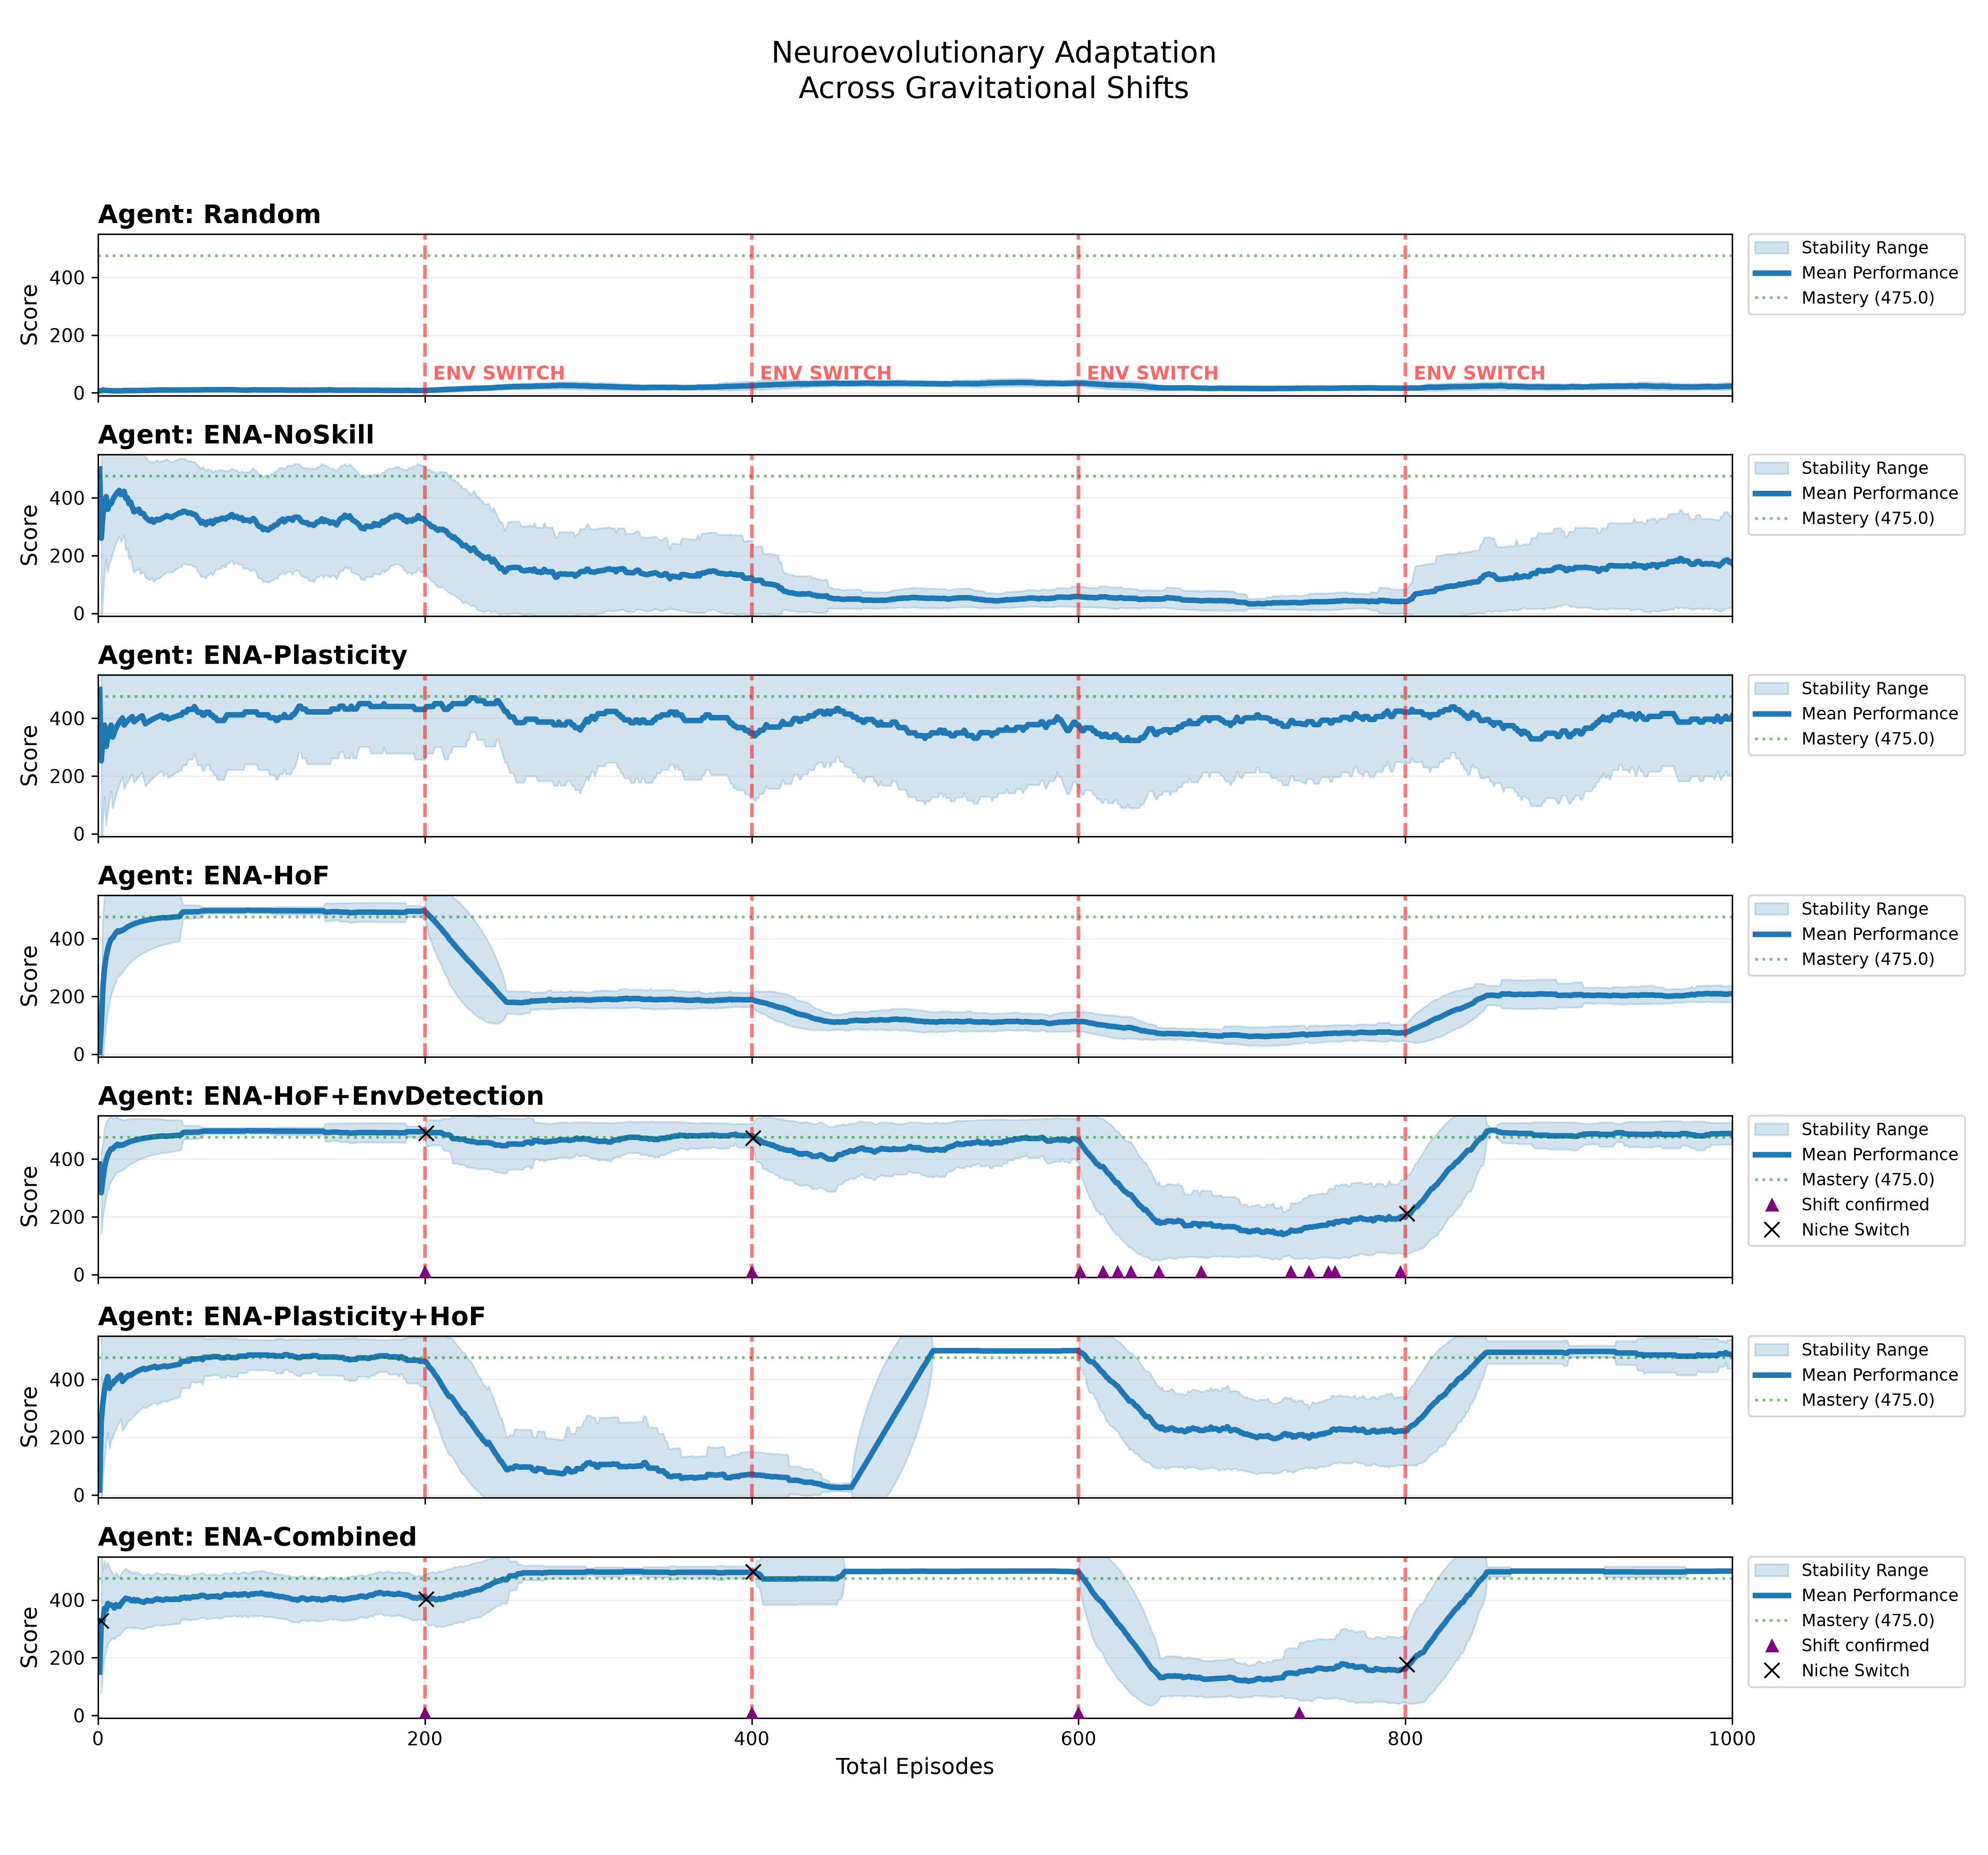 Neuroevolutionary Adaptation
Across Gravitational Shifts
Agent: Random
Score
400
200
0
ENV SWITCH
ENV SWITCH
ENV SWITCH
ENV SWITCH
Stability Range
Mean Performance
Mastery (475.0)
Agent: ENA-NoSkill
Score
400
200
0
Stability Range
Mean Performance
Mastery (475.0)
Agent: ENA-Plasticity
Score
400
200
0
Stability Range
Mean Performance
Mastery (475.0)
Agent: ENA-HoF
Score
400
200
0
Stability Range
Mean Performance
Mastery (475.0)
Agent: ENA-HoF+EnvDetection
Score
400
200
0
Stability Range
Mean Performance
Mastery (475.0)
Shift confirmed
Niche Switch
Agent: ENA-Plasticity+HoF
Score
400
200
0
Stability Range
Mean Performance
Mastery (475.0)
Agent: ENA-Combined
Score
400
200
0
Stability Range
Mean Performance
Mastery (475.0)
Shift confirmed
Niche Switch
0 200 400 600 800 1000
Total Episodes